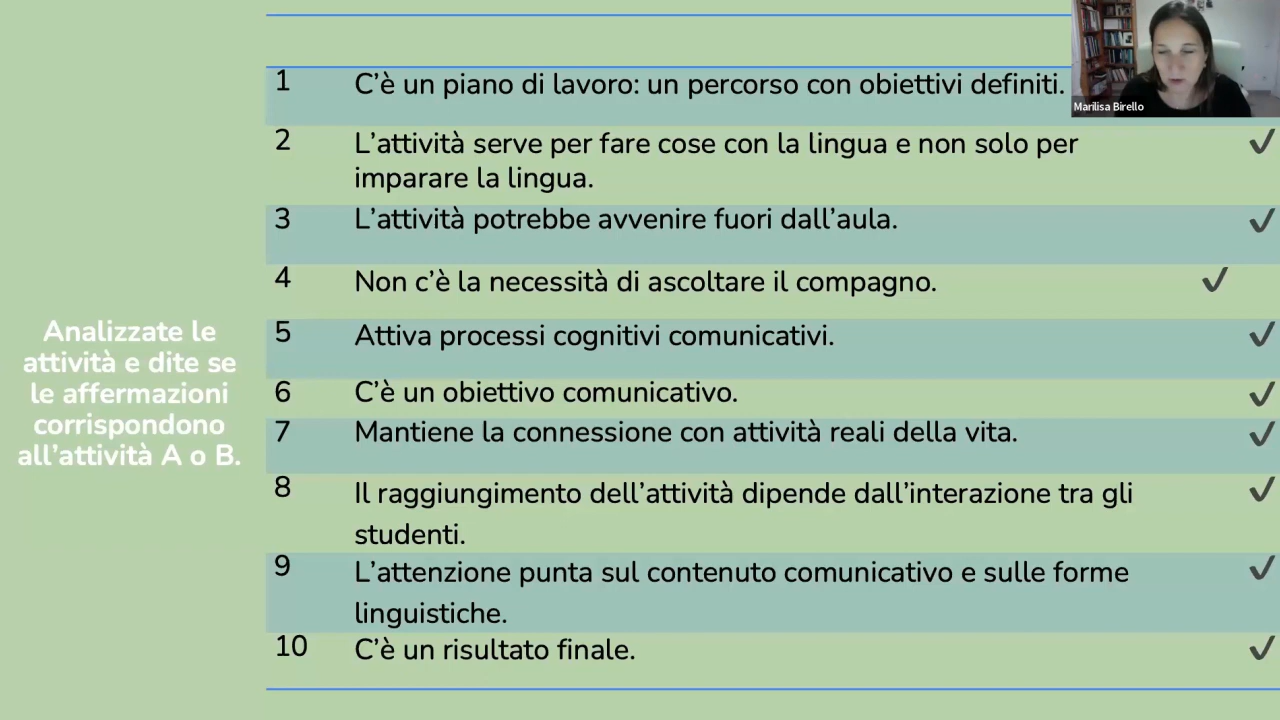 Analizzate le
attività e dite se
le affermazioni
corrispondono
all'attività A o B.
1 C'è un piano di lavoro: un percorso con obiettivi definiti.
2 L'attività serve per fare cose con la lingua e non solo per
imparare la lingua.
3 L'attività potrebbe avvenire fuori dall'aula.
4 Non c'è la necessità di ascoltare il compagno.
5 Attiva processi cognitivi comunicativi.
6 C'è un obiettivo comunicativo.
7 Mantiene la connessione con attività reali della vita.
8 Il raggiungimento dell'attività dipende dall'interazione tra gli
studenti.
9 L'attenzione punta sul contenuto comunicativo e sulle forme
linguistiche.
10 C'è un risultato finale.
Marilisa Birello